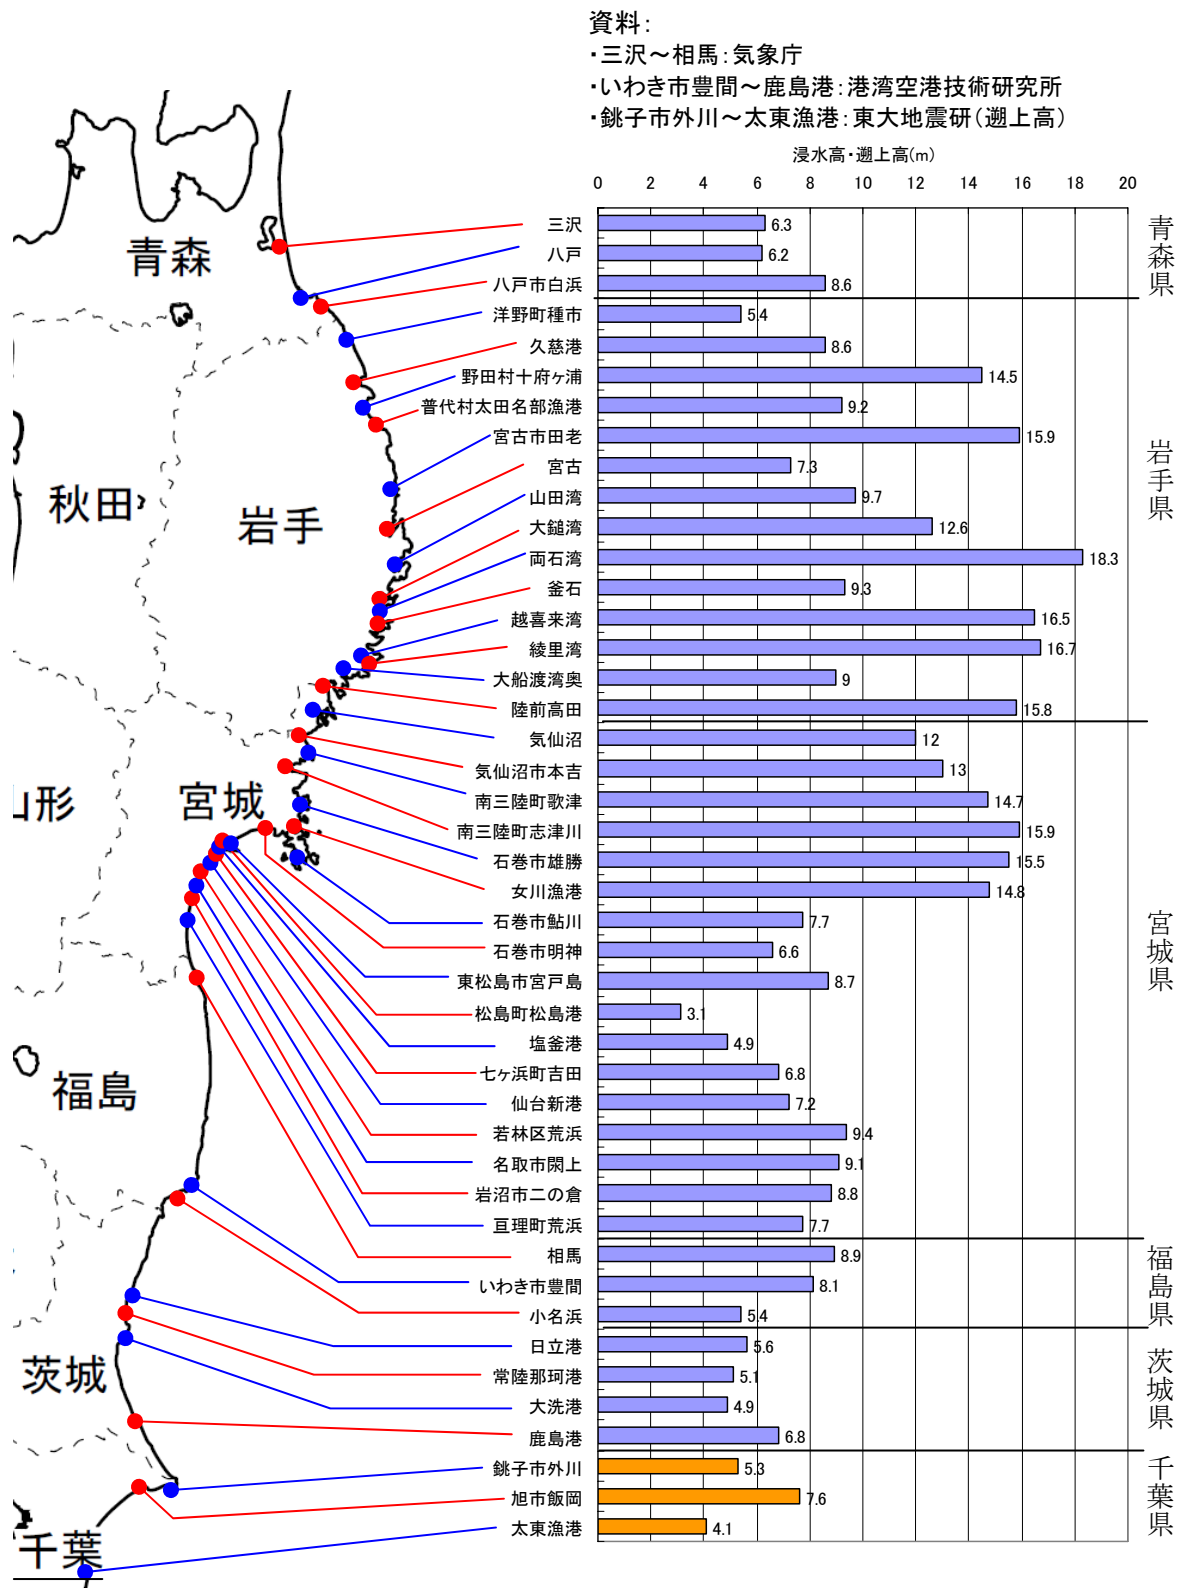 資料:
・三沢～相馬:気象庁
・いわき市豊間～鹿島港:港湾空港技術研究所
・銚子市外川～太東漁港:東大地震研(遡上高)
浸水高・遡上高(m)
0 2 4 6 8 10 12 14 16 18 20
三沢 6.3
八戸 6.2
八戸市白浜 8.6
青森県
洋野町種市 5.4
久慈港 8.6
野田村十府ヶ浦 14.5
普代村太田名部漁港 9.2
宮古市田老 15.9
宮古 7.3
山田湾 9.7
大鎚湾 12.6
両石湾 18.3
釜石 9.3
越喜来湾 16.5
綾里湾 16.7
大船渡湾奥 9
陸前高田 15.8
岩手県
気仙沼 12
気仙沼市本吉 13
南三陸町歌津 14.7
南三陸町志津川 15.9
石巻市雄勝 15.5
女川漁港 14.8
石巻市鮎川 7.7
石巻市明神 6.6
東松島市宮戸島 8.7
松島町松島港 3.1
塩釜港 4.9
七ヶ浜町吉田 6.8
仙台新港 7.2
若林区荒浜 9.4
名取市閖上 9.1
岩沼市二の倉 8.8
亘理町荒浜 7.7
宮城県
相馬 8.9
いわき市豊間 8.1
小名浜 5.4
福島県
日立港 5.6
常陸那珂港 5.1
大洗港 4.9
鹿島港 6.8
茨城県
銚子市外川 5.3
旭市飯岡 7.6
太東漁港 4.1
千葉県
青森
秋田
岩手
山形
宮城
福島
茨城
千葉